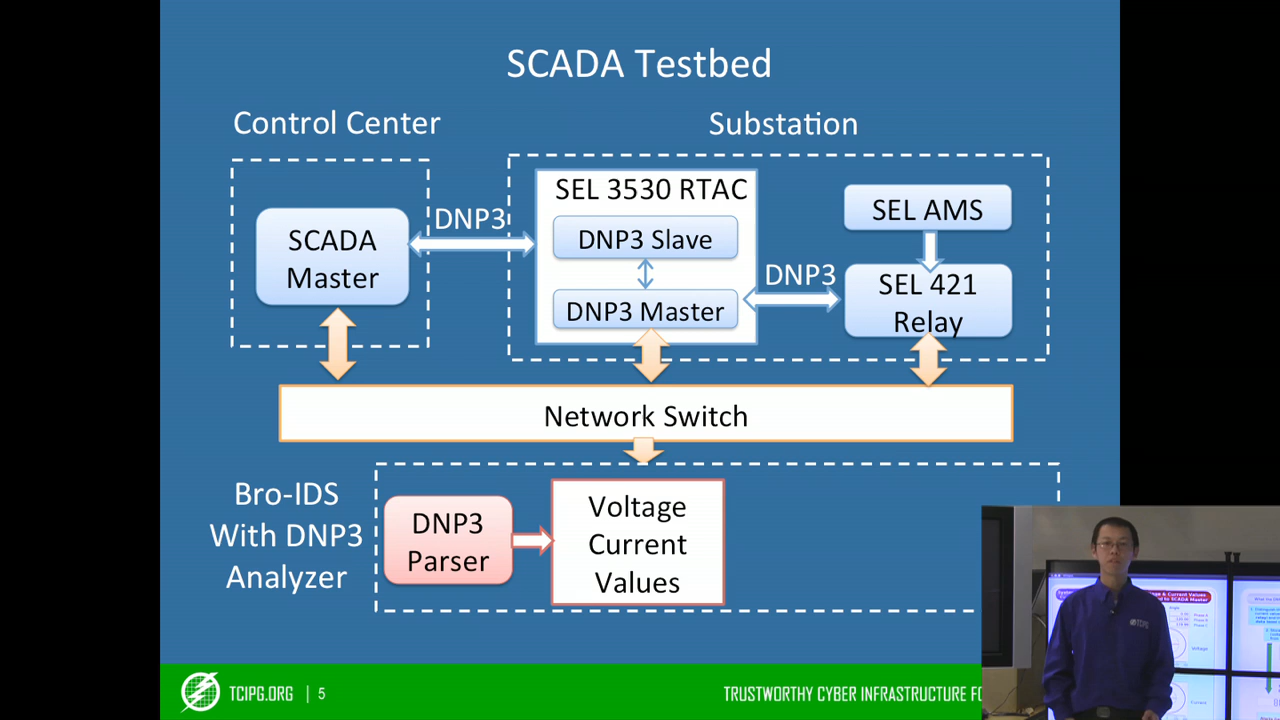 SCADA Testbed
Control Center
Substation
SCADA
Master
DNP3
SEL 3530 RTAC
DNP3 Slave
DNP3 Master
DNP3
SEL AMS
SEL 421
Relay
Network Switch
Bro-IDS
With DNP3
Analyzer
DNP3
Parser
Voltage
Current
Values
TCIPG.ORG | 5
TRUSTWORTHY CYBER INFRASTRUCTURE